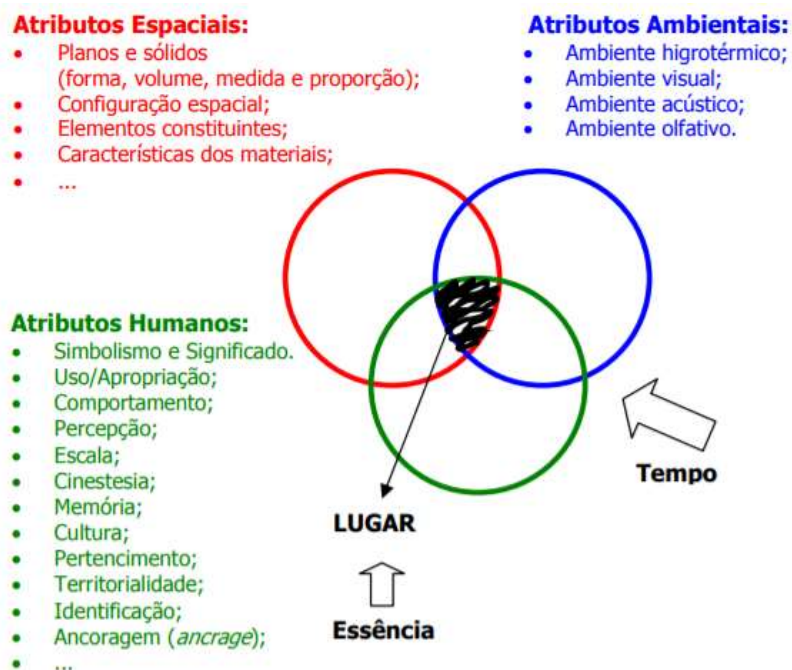 Atributos Espaciais:
• Planos e sólidos
(forma, volume, medida e proporção);
• Configuração espacial;
• Elementos constituintes;
• Características dos materiais;
• ...
Atributos Ambientais:
• Ambiente higrotérmico;
• Ambiente visual;
• Ambiente acústico;
• Ambiente olfativo.
Atributos Humanos:
• Simbolismo e Significado.
• Uso/Apropriação;
• Comportamento;
• Percepção;
• Escala;
• Cinestesia;
• Memória;
• Cultura;
• Pertencimento;
• Territorialidade;
• Identificação;
• Ancoragem (ancrage);
• ...
Tempo
LUGAR
Essência